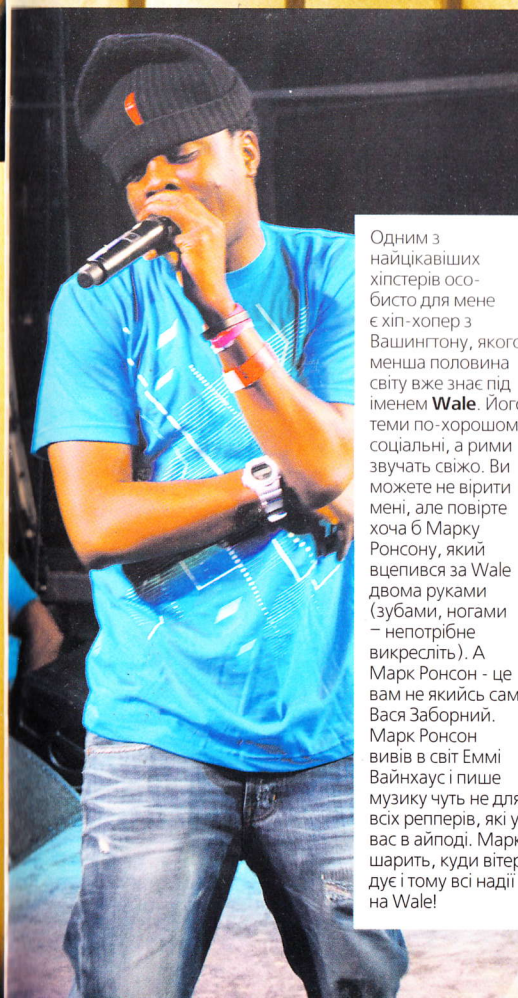 Одним з
найцікавіших
хіпстерів осо-
бисто для мене
є хіп-хопер з
Вашингтону, якого
менша половина
світу вже знає під
іменем Wale. Його
теми по-хорошом
соціальні, а рими
звучать свіжо. Ви
можете не вірити
мені, але повірте
хоча б Марку
Ронсону, який
вцепився за Wale
двома руками
(зубами, ногами
– непотрібне
викресліть). А
Марк Ронсон - це
вам не якийсь сам
Вася Заборний.
Марк Ронсон
вивів в світ Еммі
Вайнхаус і пише
музику чуть не для
всіх репперів, які у
вас в айподі. Марк
шарить, куди вітер
дує і тому всі надії
на Wale!